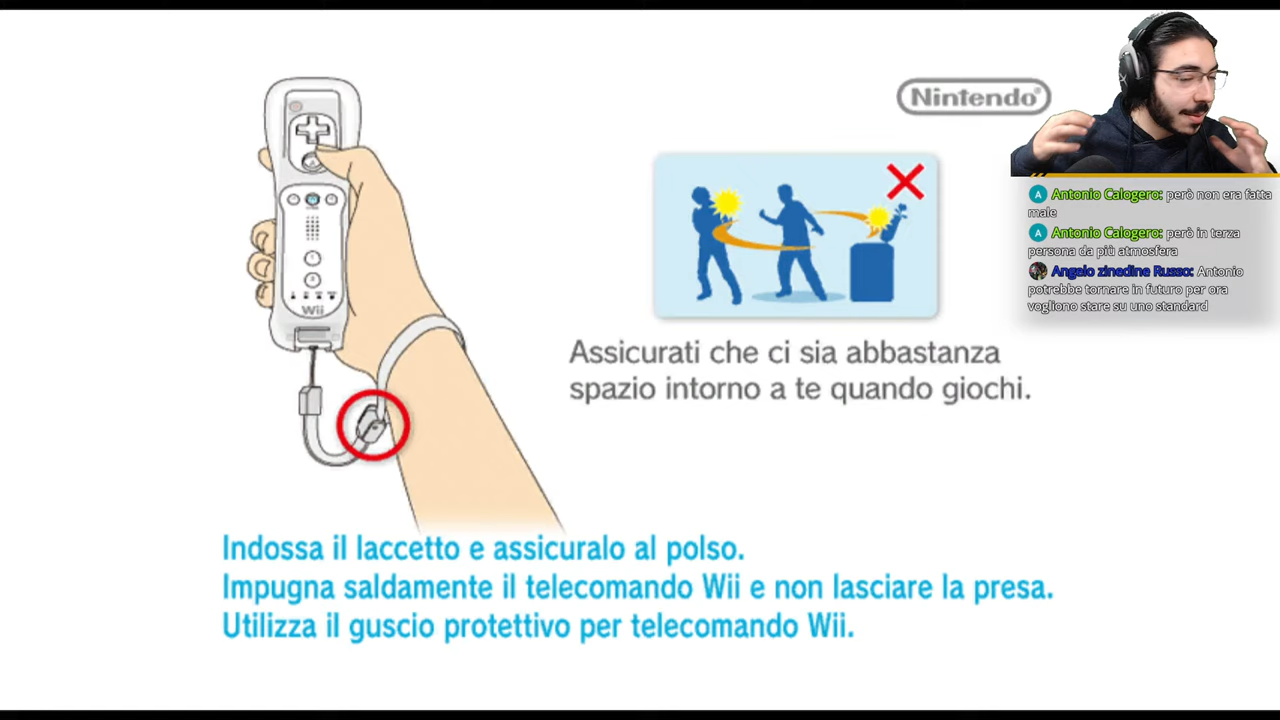 Nintendo®
Wii
Assicurati che ci sia abbastanza
spazio intorno a te quando giochi.
Indossa il laccetto e assicuralo al polso.
Impugna saldamente il telecomando Wii e non lasciare la presa.
Utilizza il guscio protettivo per telecomando Wii.
A Antonio Calogero: però non era fatta
male
A Antonio Calogero: però in terza
persona da più atmosfera
Angelo zinedine Russo: Antonio
potrebbe tornare in futuro per ora
vogliono stare su uno standard